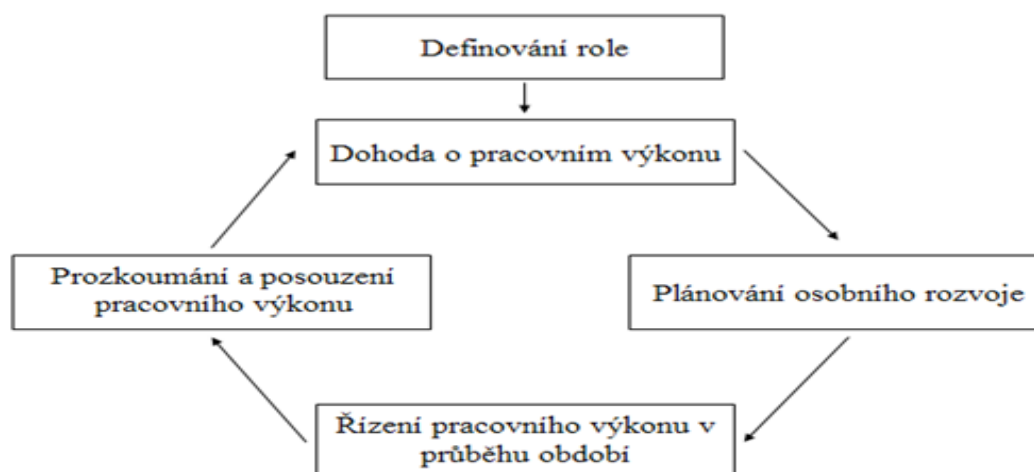 Definování role
Dohoda o pracovním výkonu
Prozkoumání a posouzení
pracovního výkonu
Plánování osobního rozvoje
Řízení pracovního výkonu v
průběhu období